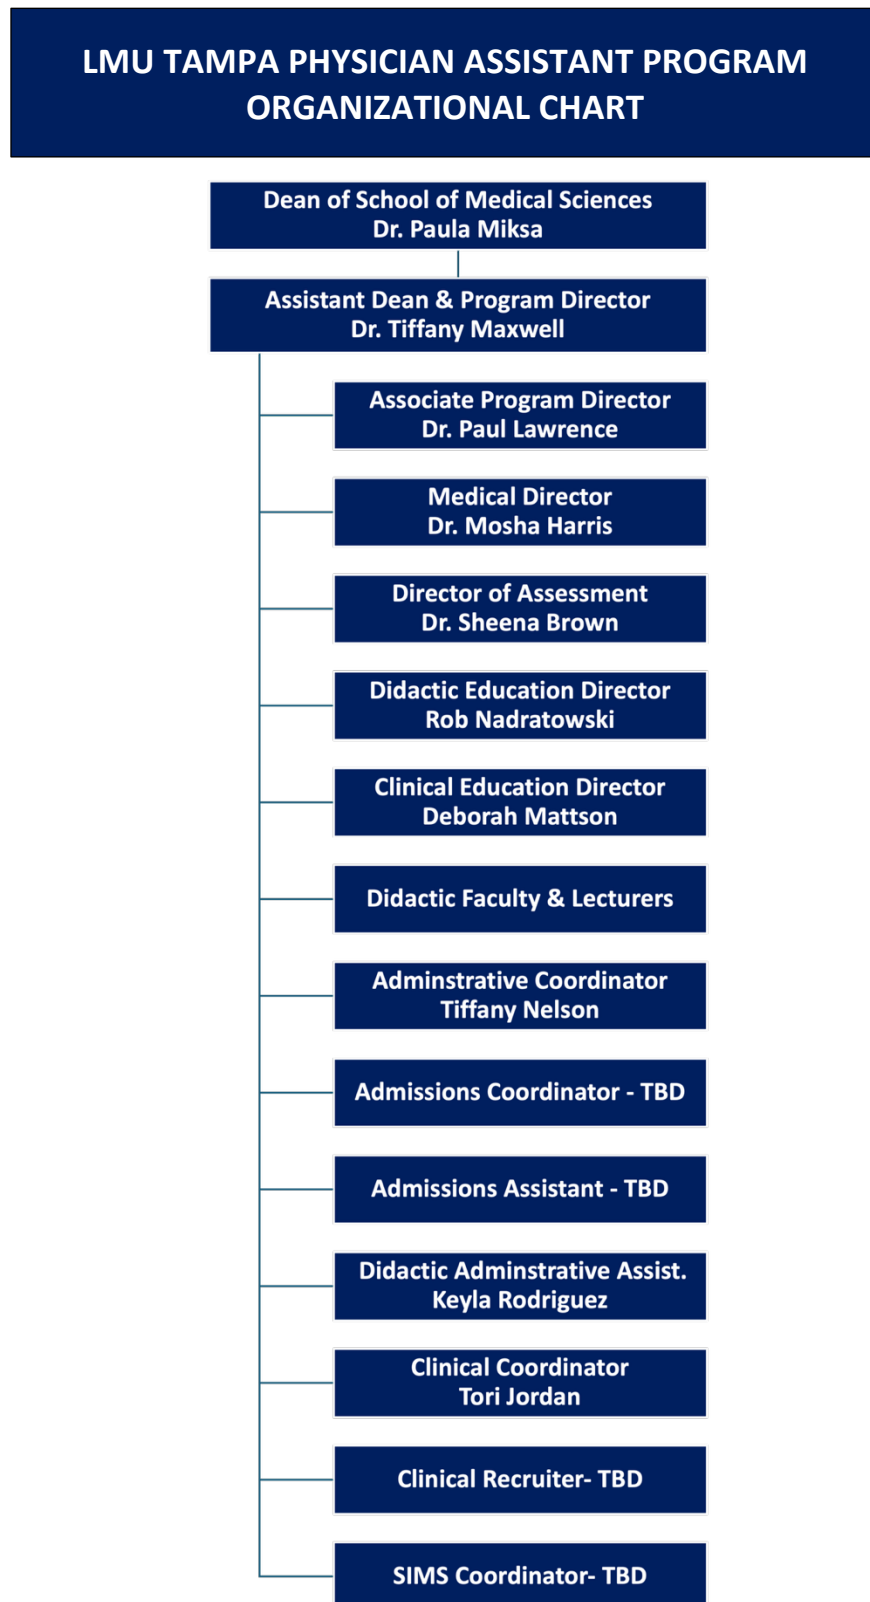 LMU TAMPA PHYSICIAN ASSISTANT PROGRAM
ORGANIZATIONAL CHART
Dean of School of Medical Sciences
Dr. Paula Miksa
Assistant Dean & Program Director
Dr. Tiffany Maxwell
Associate Program Director
Dr. Paul Lawrence
Medical Director
Dr. Mosha Harris
Director of Assessment
Dr. Sheena Brown
Didactic Education Director
Rob Nadratowski
Clinical Education Director
Deborah Mattson
Didactic Faculty & Lecturers
Adminstrative Coordinator
Tiffany Nelson
Admissions Coordinator - TBD
Admissions Assistant - TBD
Didactic Adminstrative Assist.
Keyla Rodriguez
Clinical Coordinator
Tori Jordan
Clinical Recruiter- TBD
SIMS Coordinator- TBD